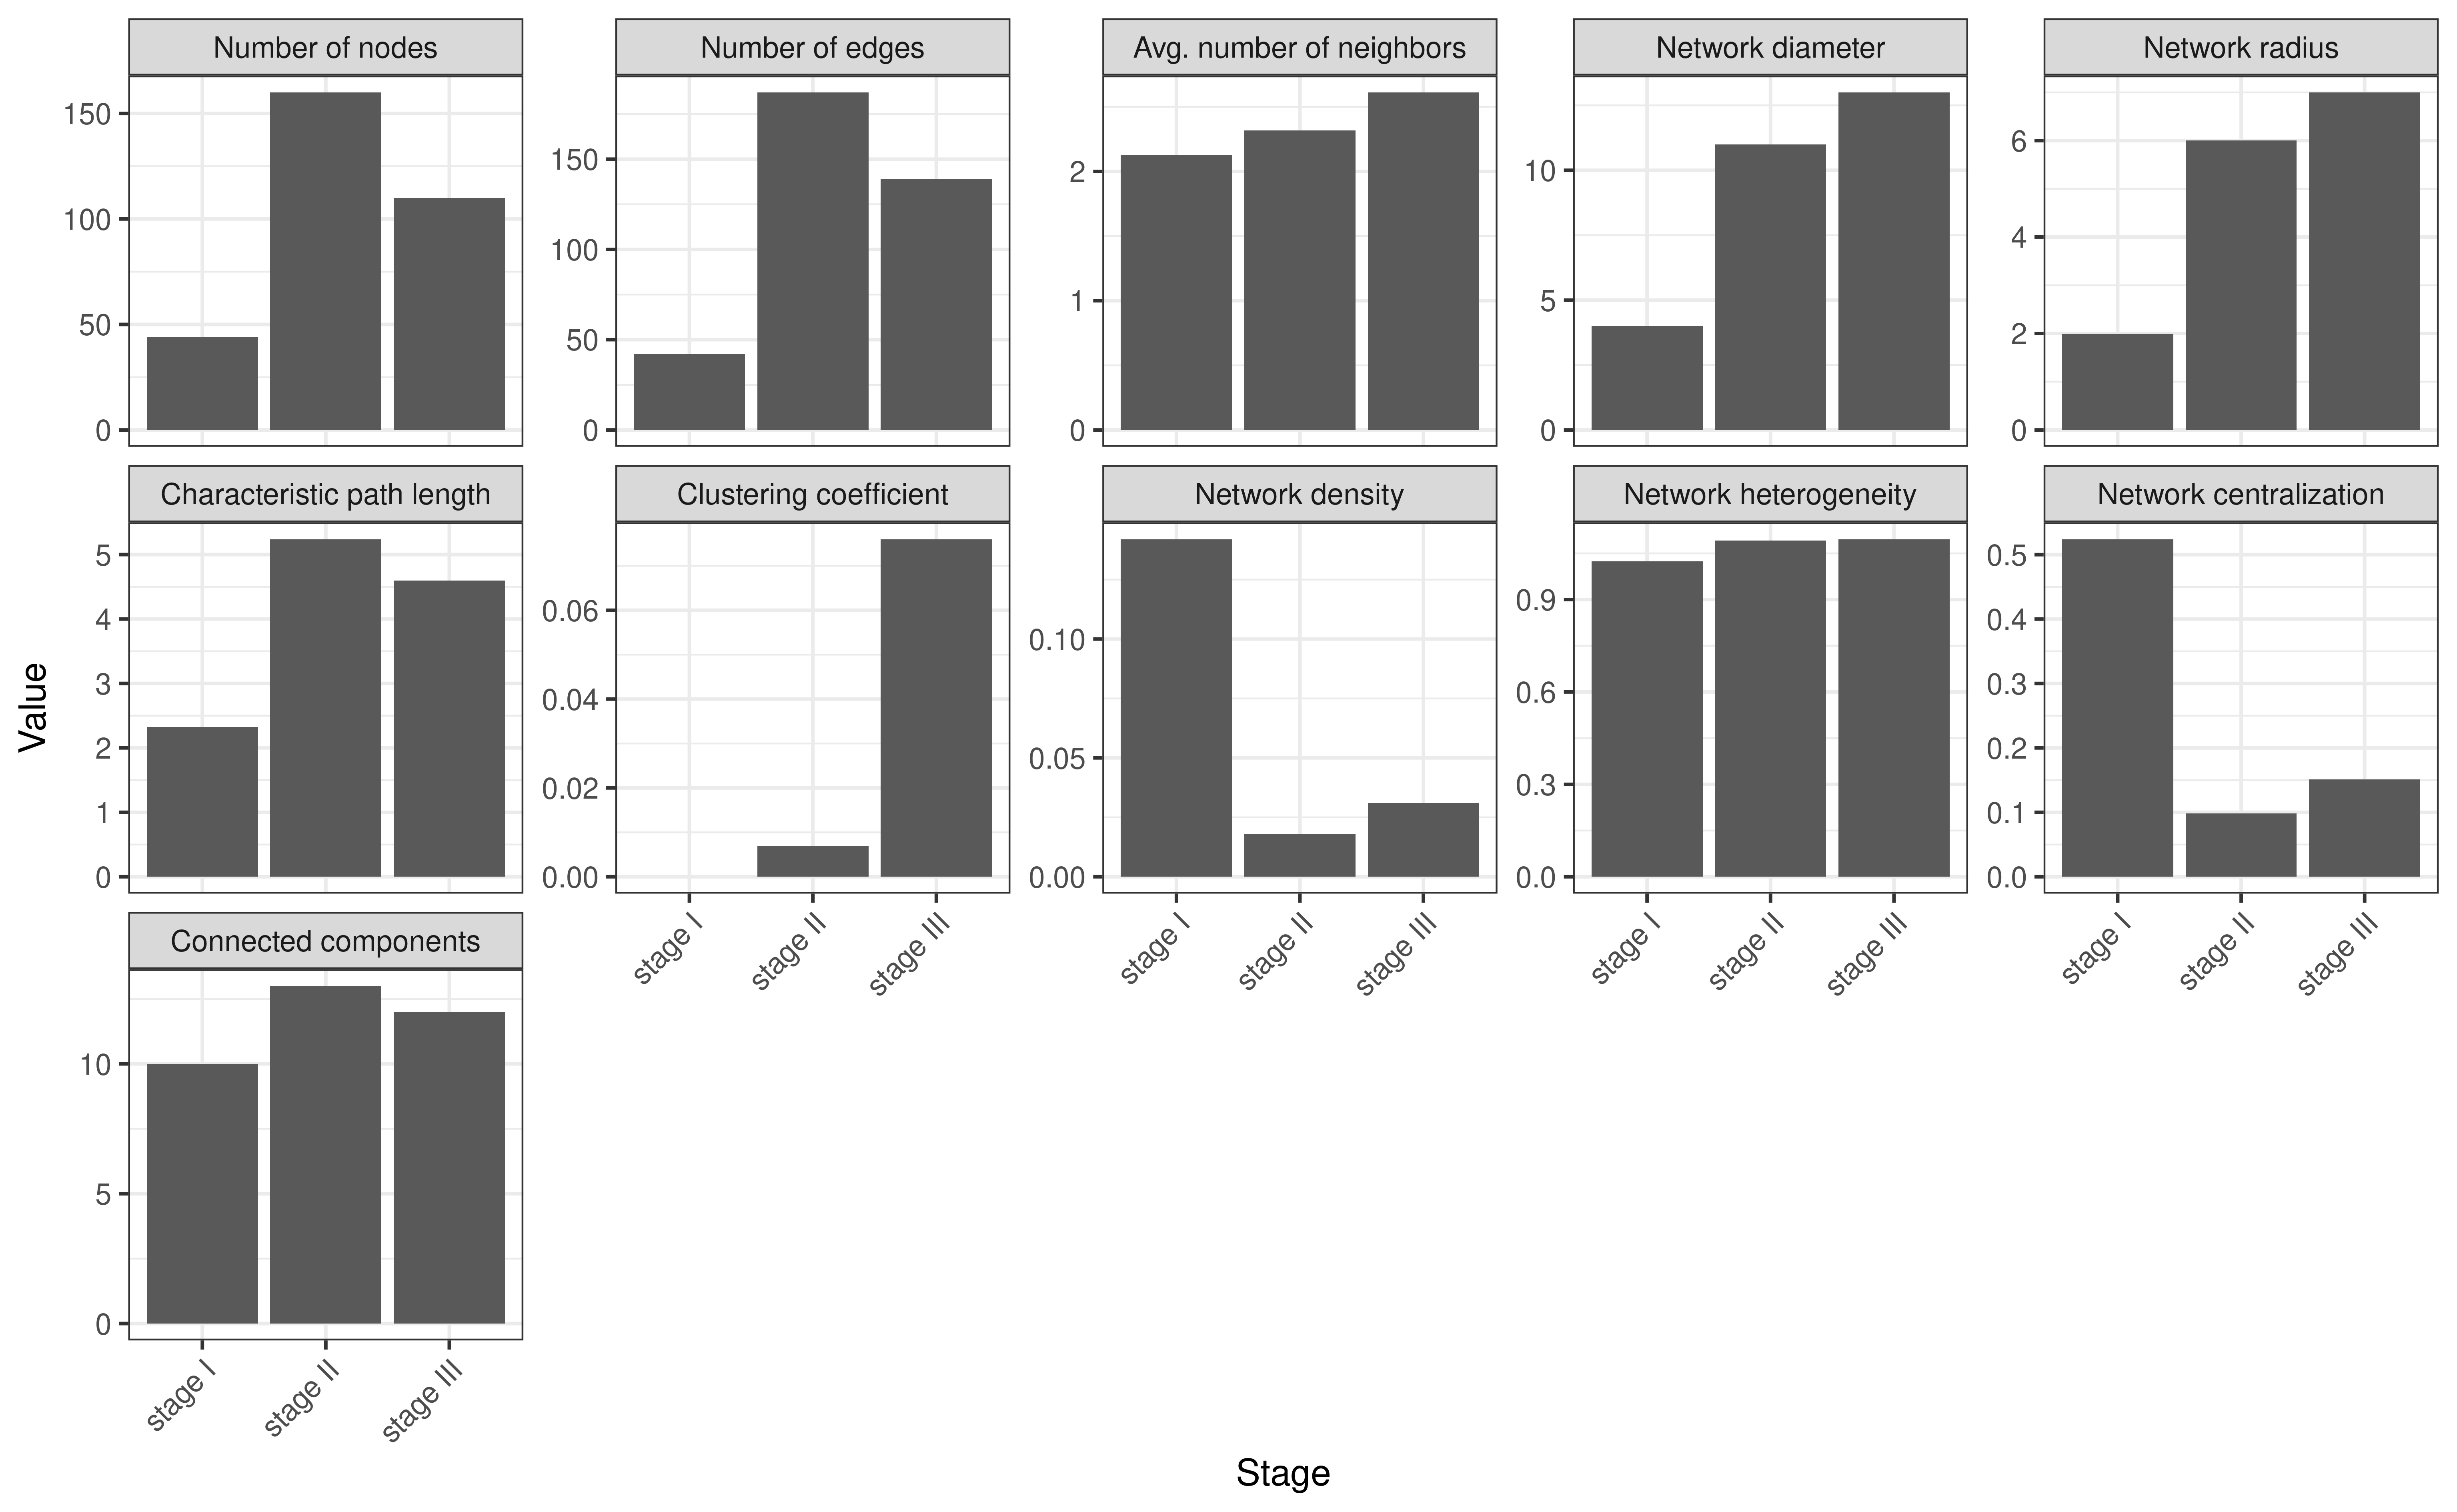 Number of nodes
Number of edges
Avg. number of neighbors
Network diameter
Network radius
150
100
50
0
150
100
50
0
2
1
0
10
5
0
6
4
2
0
Characteristic path length
Clustering coefficient
Network density
Network heterogeneity
Network centralization
5
4
3
2
1
0
0.06
0.04
0.02
0.00
0.10
0.05
0.00
0.9
0.6
0.3
0.0
0.5
0.4
0.3
0.2
0.1
0.0
stage I
stage II
stage III
stage I
stage II
stage III
stage I
stage II
stage III
stage I
stage II
stage III
Connected components
10
5
0
stage I
stage II
stage III
Value
Stage